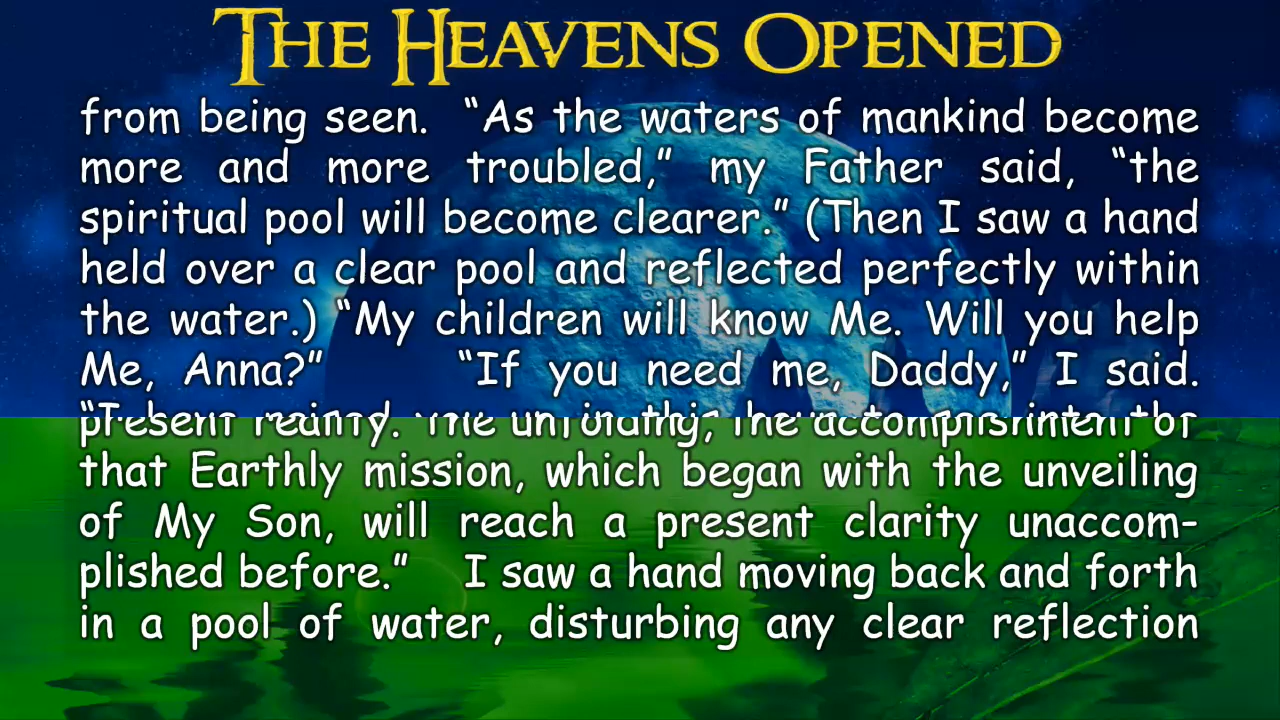 THE HEAVENS OPENED
from being seen. “As the waters of mankind become
more and more troubled,” my Father said, “the
spiritual pool will become clearer.” (Then I saw a hand
held over a clear pool and reflected perfectly within
the water.) “My children will know Me. Will you help
Me, Anna?” “If you need me, Daddy,” I said.
that Earthly mission, which began with the unveiling
of My Son, will reach a present clarity unaccom-
plished before.” I saw a hand moving back and forth
in a pool of water, disturbing any clear reflection